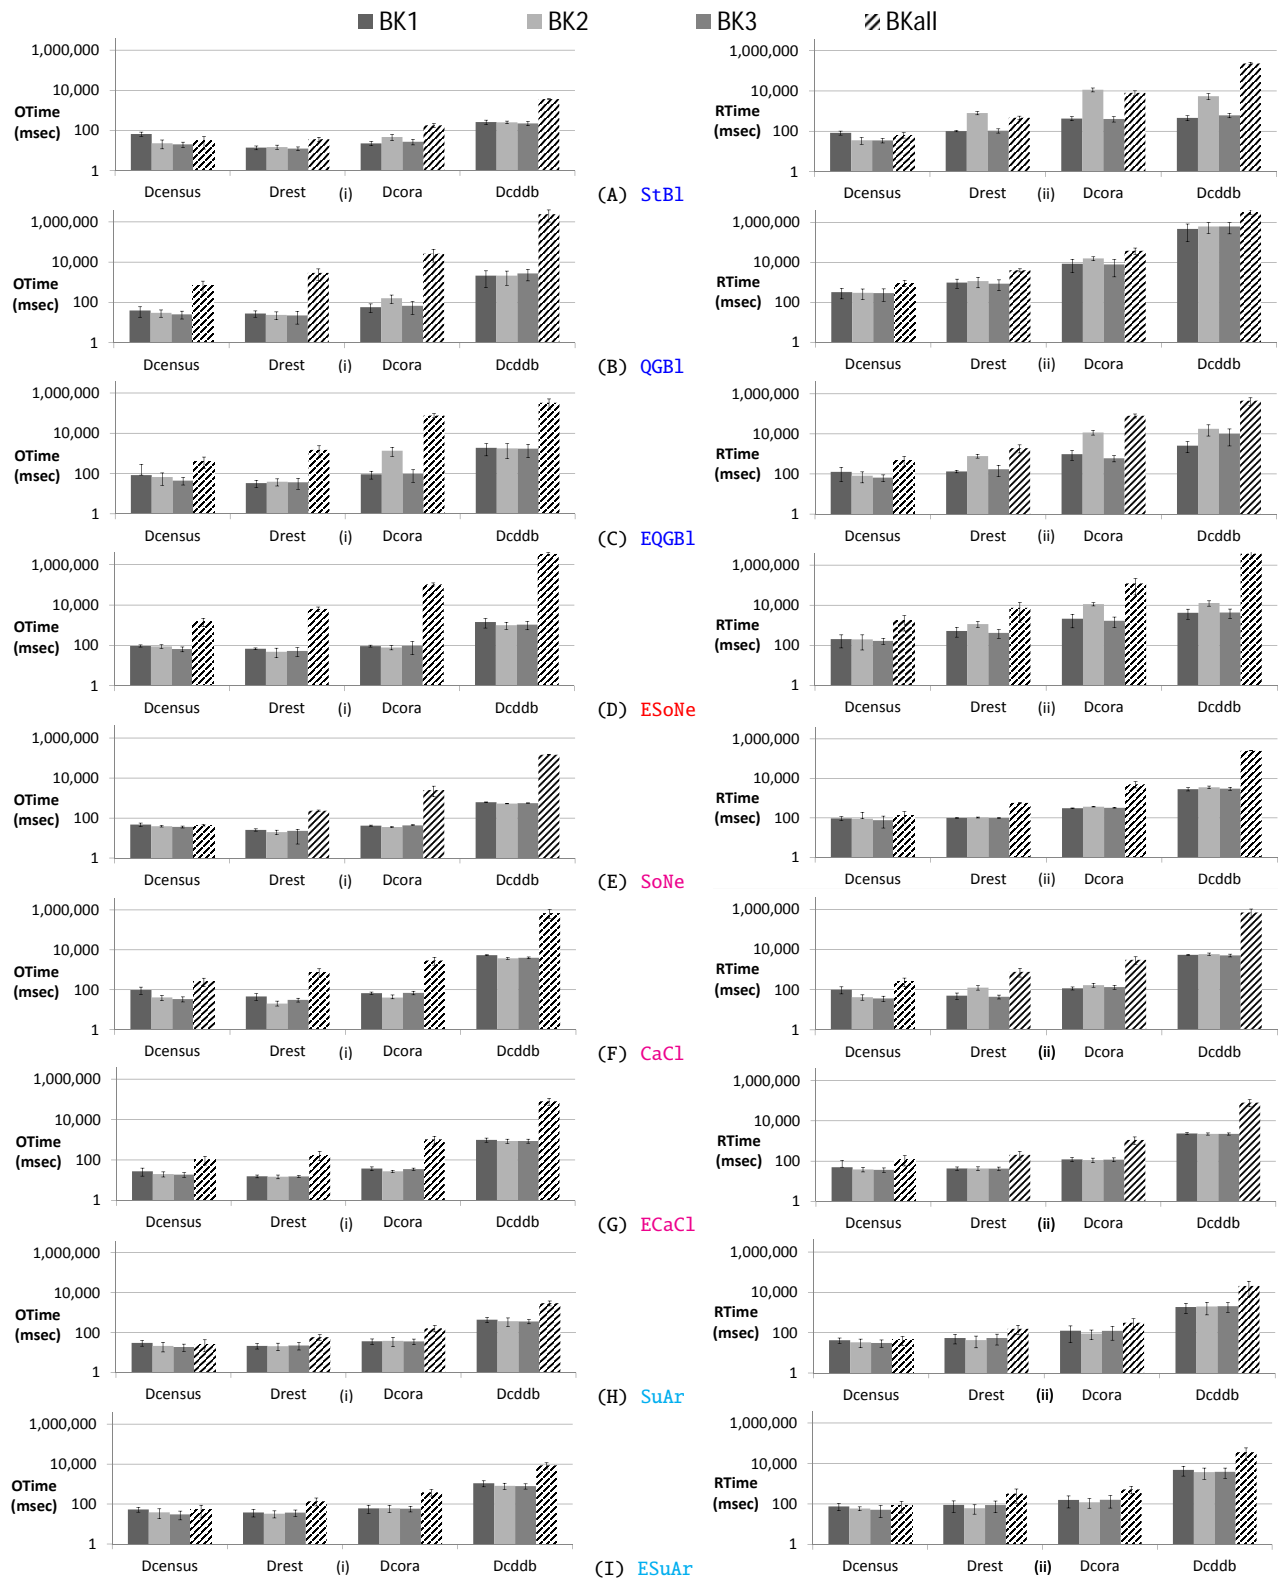 BK1 BK2 BK3 BKall
1,000,000
10,000
100
1
OTime
(msec)
Dcensus Drest (i) Dcora Dcddb
1,000,000
10,000
100
1
RTime
(msec)
Dcensus Drest (ii) Dcora Dcddb
(A) StBl
1,000,000
10,000
100
1
OTime
(msec)
Dcensus Drest (i) Dcora Dcddb
1,000,000
10,000
100
1
RTime
(msec)
Dcensus Drest (ii) Dcora Dcddb
(B) QGBl
1,000,000
10,000
100
1
OTime
(msec)
Dcensus Drest (i) Dcora Dcddb
1,000,000
10,000
100
1
RTime
(msec)
Dcensus Drest (ii) Dcora Dcddb
(C) EQGBl
1,000,000
10,000
100
1
OTime
(msec)
Dcensus Drest (i) Dcora Dcddb
1,000,000
10,000
100
1
RTime
(msec)
Dcensus Drest (ii) Dcora Dcddb
(D) ESoNe
1,000,000
10,000
100
1
OTime
(msec)
Dcensus Drest (i) Dcora Dcddb
1,000,000
10,000
100
1
RTime
(msec)
Dcensus Drest (ii) Dcora Dcddb
(E) SoNe
1,000,000
10,000
100
1
OTime
(msec)
Dcensus Drest (i) Dcora Dcddb
1,000,000
10,000
100
1
RTime
(msec)
Dcensus Drest (ii) Dcora Dcddb
(F) CaCl
1,000,000
10,000
100
1
OTime
(msec)
Dcensus Drest (i) Dcora Dcddb
1,000,000
10,000
100
1
RTime
(msec)
Dcensus Drest (ii) Dcora Dcddb
(G) ECaCl
1,000,000
10,000
100
1
OTime
(msec)
Dcensus Drest (i) Dcora Dcddb
1,000,000
10,000
100
1
RTime
(msec)
Dcensus Drest (ii) Dcora Dcddb
(H) SuAr
1,000,000
10,000
100
1
OTime
(msec)
Dcensus Drest (i) Dcora Dcddb
1,000,000
10,000
100
1
RTime
(msec)
Dcensus Drest (ii) Dcora Dcddb
(I) ESuAr